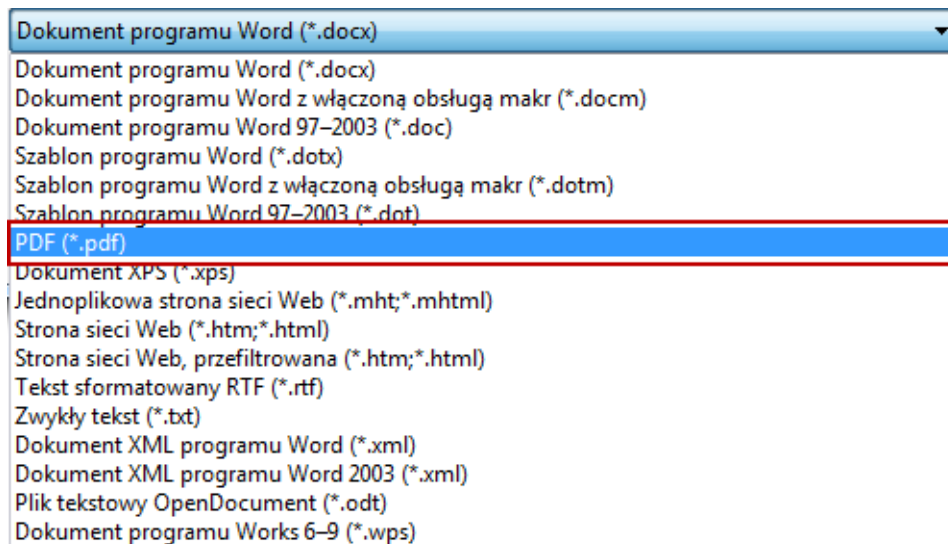 Dokument programu Word (*.docx)
Dokument programu Word (*.docx)
Dokument programu Word z włączoną obsługą makr (*.docm)
Dokument programu Word 97–2003 (*.doc)
Szablon programu Word (*.dotx)
Szablon programu Word z włączoną obsługą makr (*.dotm)
Szablon programu Word 97–2003 (*.dot)
PDF (*.pdf)
Dokument XPS (*.xps)
Jednoplikowa strona sieci Web (*.mht;*.mhtml)
Strona sieci Web (*.htm;*.html)
Strona sieci Web, przefiltrowana (*.htm;*.html)
Tekst sformatowany RTF (*.rtf)
Zwykły tekst (*.txt)
Dokument XML programu Word (*.xml)
Dokument XML programu Word 2003 (*.xml)
Plik tekstowy OpenDocument (*.odt)
Dokument programu Works 6–9 (*.wps)